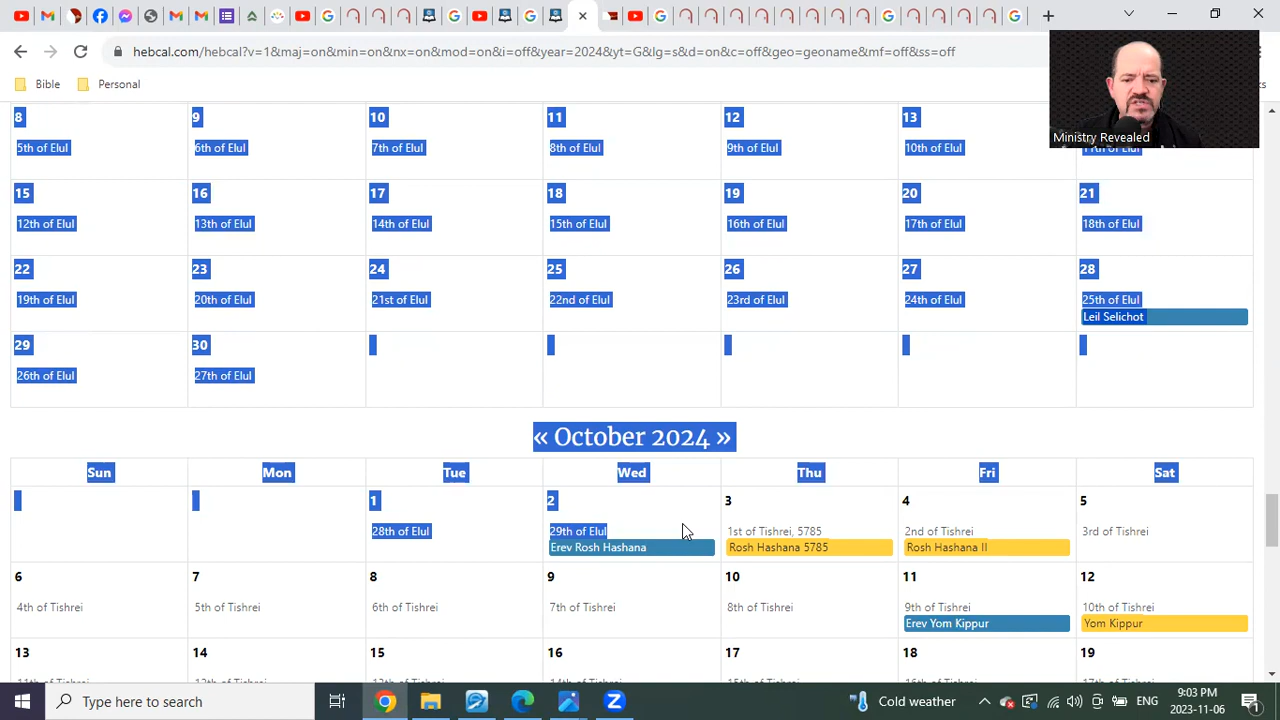 hebcal.com/hebcal?v=1&maj=on&min=on&nx=on&mod=on&i=off&year=2024&yt=G&lg=s&d=on&c=off&geo=geoname&mf=off&ss=off
Bible
Personal
Ministry Revealed
8 9 10 11 12 13
5th of Elul 6th of Elul 7th of Elul 8th of Elul 9th of Elul 10th of Elul 11th of Elul
15 16 17 18 19 20 21
12th of Elul 13th of Elul 14th of Elul 15th of Elul 16th of Elul 17th of Elul 18th of Elul
22 23 24 25 26 27 28
19th of Elul 20th of Elul 21st of Elul 22nd of Elul 23rd of Elul 24th of Elul 25th of Elul
Leil Selichot
29 30
26th of Elul 27th of Elul
« October 2024 »
Sun Mon Tue Wed Thu Fri Sat
1 2 3 4 5
28th of Elul 29th of Elul 1st of Tishrei, 5785 2nd of Tishrei 3rd of Tishrei
Erev Rosh Hashana Rosh Hashana 5785 Rosh Hashana II
6 7 8 9 10 11 12
4th of Tishrei 5th of Tishrei 6th of Tishrei 7th of Tishrei 8th of Tishrei 9th of Tishrei 10th of Tishrei
Erev Yom Kippur Yom Kippur
13 14 15 16 17 18 19
Type here to search
Cold weather
ENG
9:03 PM
2023-11-06
1